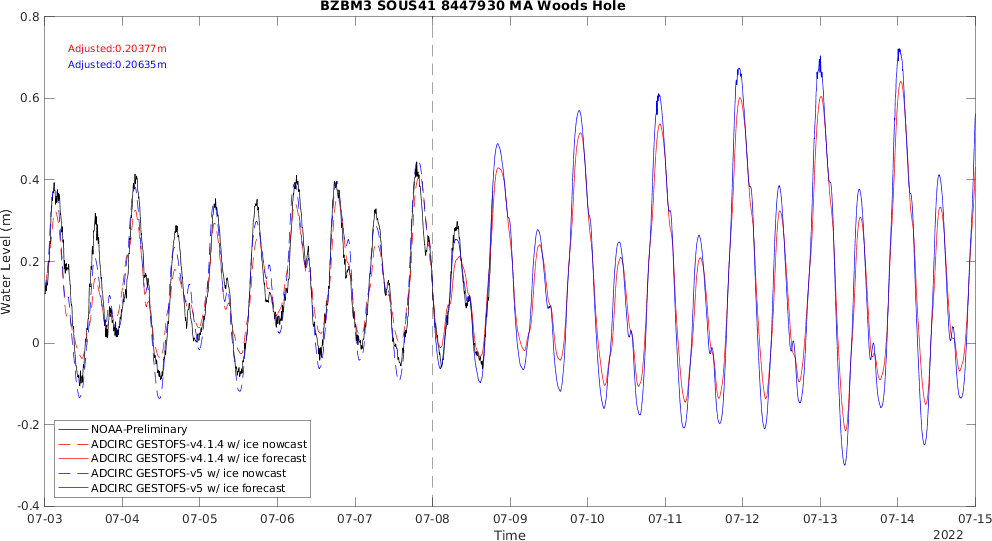 BZBM3 SOUS41 8447930 MA Woods Hole
Adjusted:0.20377m
Adjusted:0.20635m
Water Level (m)
0.8
0.6
0.4
0.2
0
-0.2
-0.4
NOAA-Preliminary
ADCIRC GESTOFS-v4.1.4 w/ ice nowcast
ADCIRC GESTOFS-v4.1.4 w/ ice forecast
ADCIRC GESTOFS-v5 w/ ice nowcast
ADCIRC GESTOFS-v5 w/ ice forecast
07-03 07-04 07-05 07-06 07-07 07-08 07-09 07-10 07-11 07-12 07-13 07-14 07-15
Time
2022